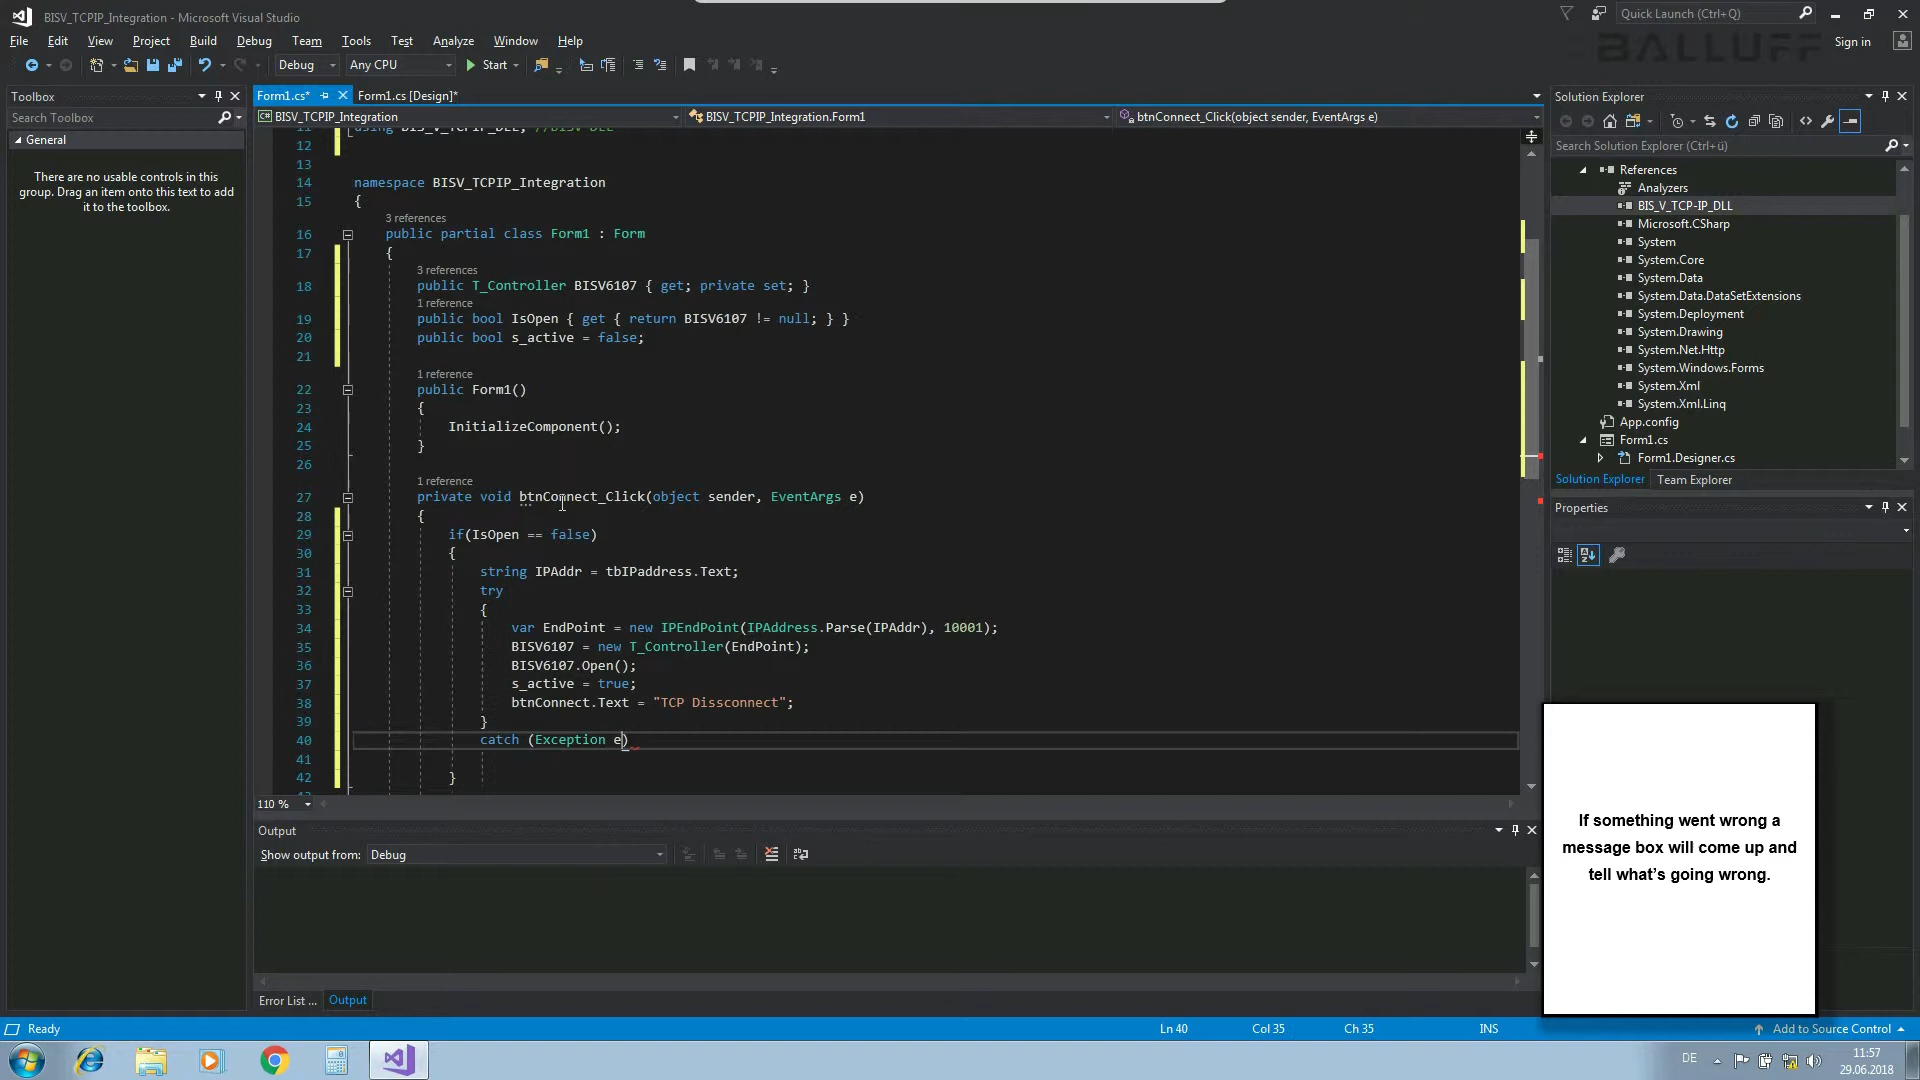 BISV_TCPIP_Integration - Microsoft Visual Studio
Quick Launch (Ctrl+Q)
File Edit View Project Build Debug Team Tools Test Analyze Window Help
BALLUFF
Sign in
Debug Any CPU Start
Toolbox
Form1.cs* Form1.cs [Design]*
Solution Explorer
Search Toolbox
BISV_TCPIP_Integration BISV_TCPIP_Integration.Form1 btnConnect_Click(object sender, EventArgs e)
General
There are no usable controls in this
group. Drag an item onto this text to add
it to the toolbox.
11 using BIS_V_TCPIP_DLL; //BISV DLL
12
13
14 namespace BISV_TCPIP_Integration
15 {
3 references
16 public partial class Form1 : Form
17 {
3 references
18 public T_Controller BISV6107 { get; private set; }
1 reference
19 public bool IsOpen { get { return BISV6107 != null; } }
20 public bool s_active = false;
21
1 reference
22 public Form1()
23 {
24 InitializeComponent();
25 }
26
1 reference
27 private void btnConnect_Click(object sender, EventArgs e)
28 {
29 if(IsOpen == false)
30 {
31 string IPAddr = tbIPaddress.Text;
32 try
33 {
34 var EndPoint = new IPEndPoint(IPAddress.Parse(IPAddr), 10001);
35 BISV6107 = new T_Controller(EndPoint);
36 BISV6107.Open();
37 s_active = true;
38 btnConnect.Text = "TCP Dissconnect";
39 }
40 catch (Exception e)
41
42 }
110 %
Output
Show output from: Debug
Error List ... Output
Search Solution Explorer (Ctrl+ü)
References
Analyzers
BIS_V_TCP-IP_DLL
Microsoft.CSharp
System
System.Core
System.Data
System.Data.DataSetExtensions
System.Deployment
System.Drawing
System.Net.Http
System.Windows.Forms
System.Xml
System.Xml.Linq
App.config
Form1.cs
Form1.Designer.cs
Solution Explorer Team Explorer
Properties
If something went wrong a
message box will come up and
tell what's going wrong.
Ready Ln 40 Col 35 Ch 35 INS Add to Source Control
DE 11:57
29.06.2018